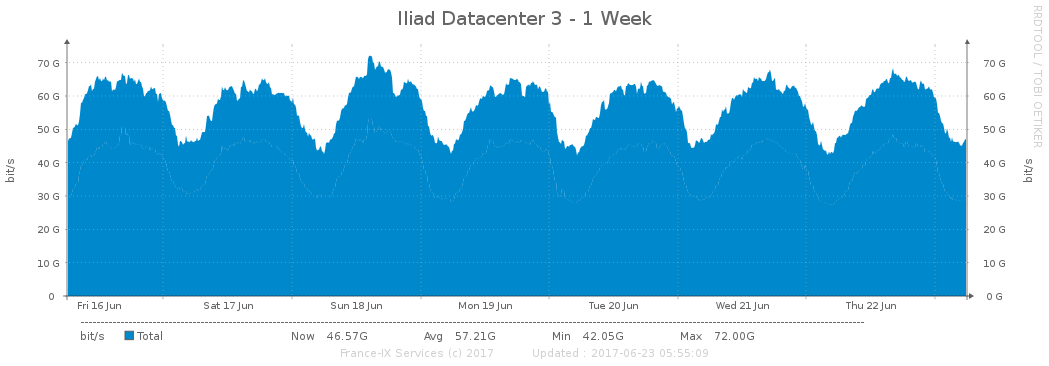 Iliad Datacenter 3 - 1 Week
RRDTOOL / TOBI OETIKER
bit/s
70 G 70 G
60 G 60 G
50 G 50 G
40 G 40 G
30 G 30 G
20 G 20 G
10 G 10 G
0 0 G
bit/s
Fri 16 Jun Sat 17 Jun Sun 18 Jun Mon 19 Jun Tue 20 Jun Wed 21 Jun Thu 22 Jun
bit/s Total Now 46.57G Avg 57.21G Min 42.05G Max 72.00G
France-IX Services (c) 2017 Updated : 2017-06-23 05:55:09